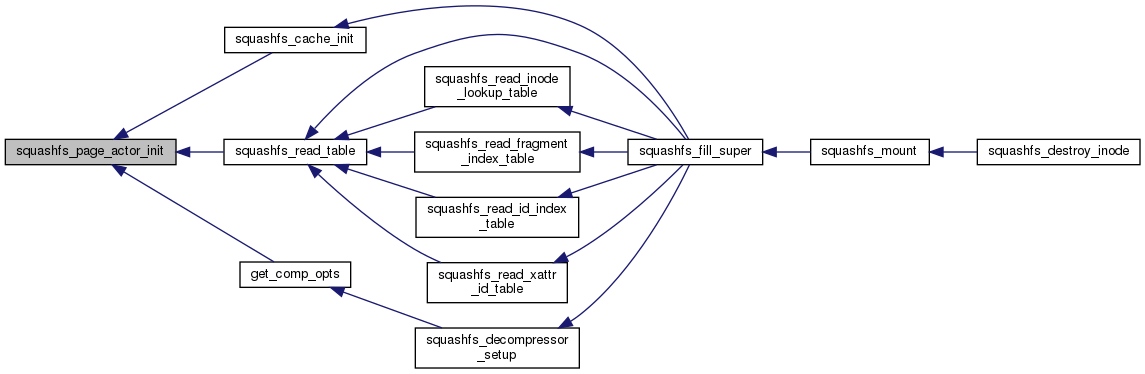 squashfs_cache_init
squashfs_read_inode
_lookup_table
squashfs_page_actor_init
squashfs_read_table
squashfs_read_fragment
_index_table
squashfs_fill_super
squashfs_mount
squashfs_destroy_inode
squashfs_read_id_index
_table
get_comp_opts
squashfs_read_xattr
_id_table
squashfs_decompressor
_setup